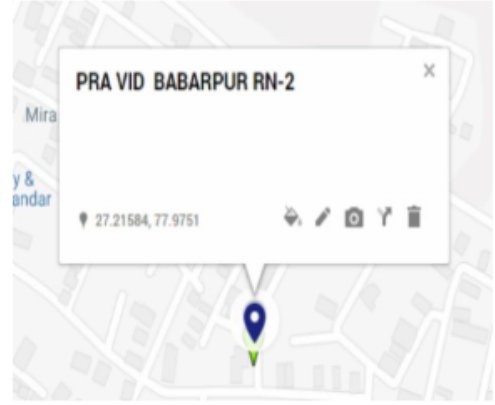 PRA VID BABARPUR RN-2
Mira
y &
andar
27.21584, 77.9751